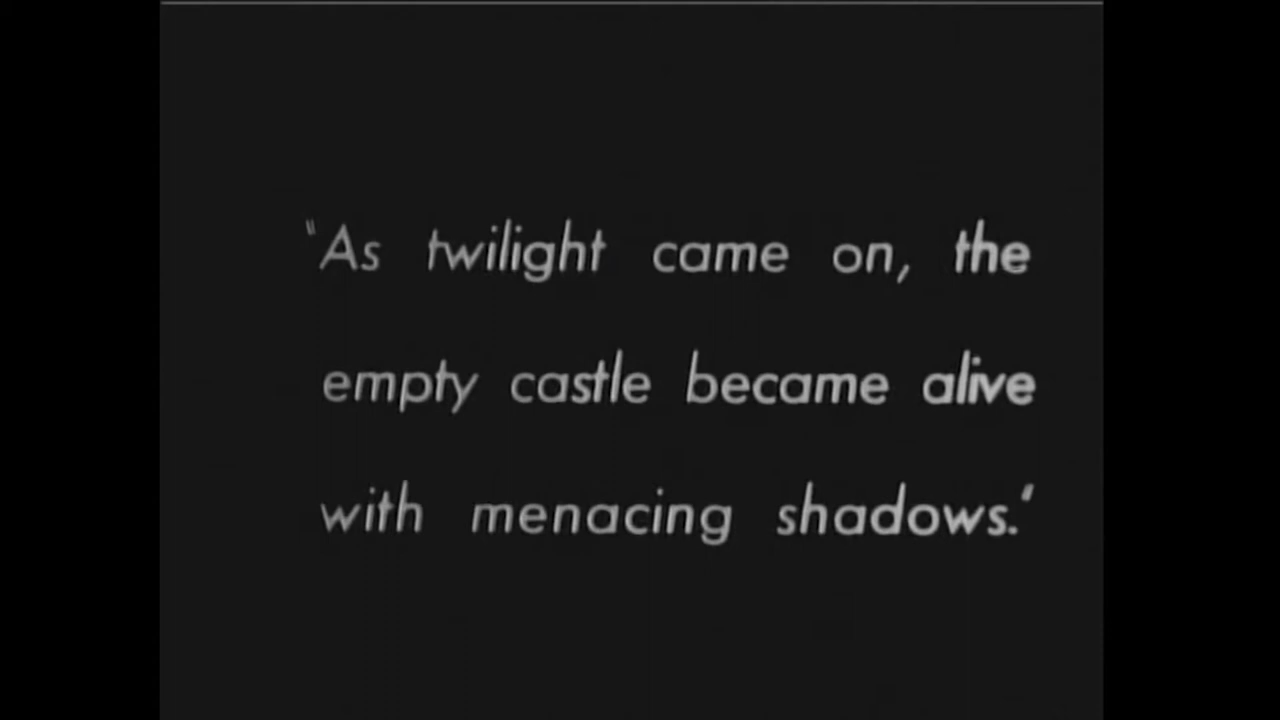 "As twilight came on, the
empty castle became alive
with menacing shadows.'